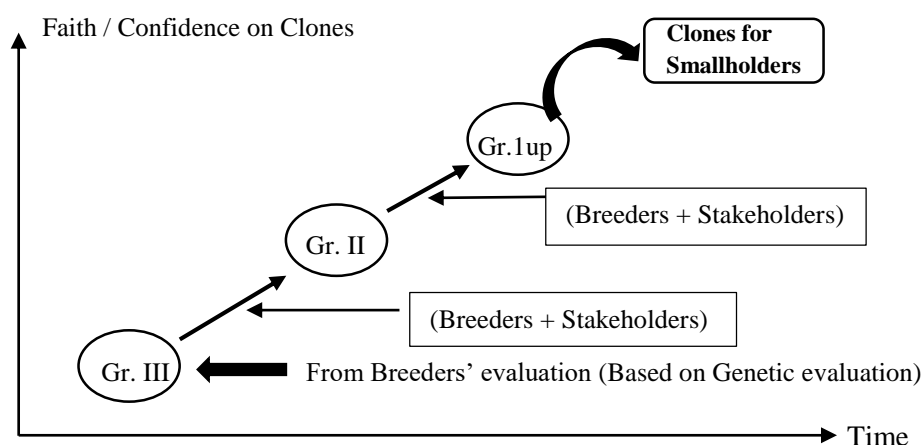 Faith / Confidence on Clones
Clones for
Smallholders
Gr.1up
(Breeders + Stakeholders)
Gr. II
(Breeders + Stakeholders)
Gr. III
From Breeders’ evaluation (Based on Genetic evaluation)
Time